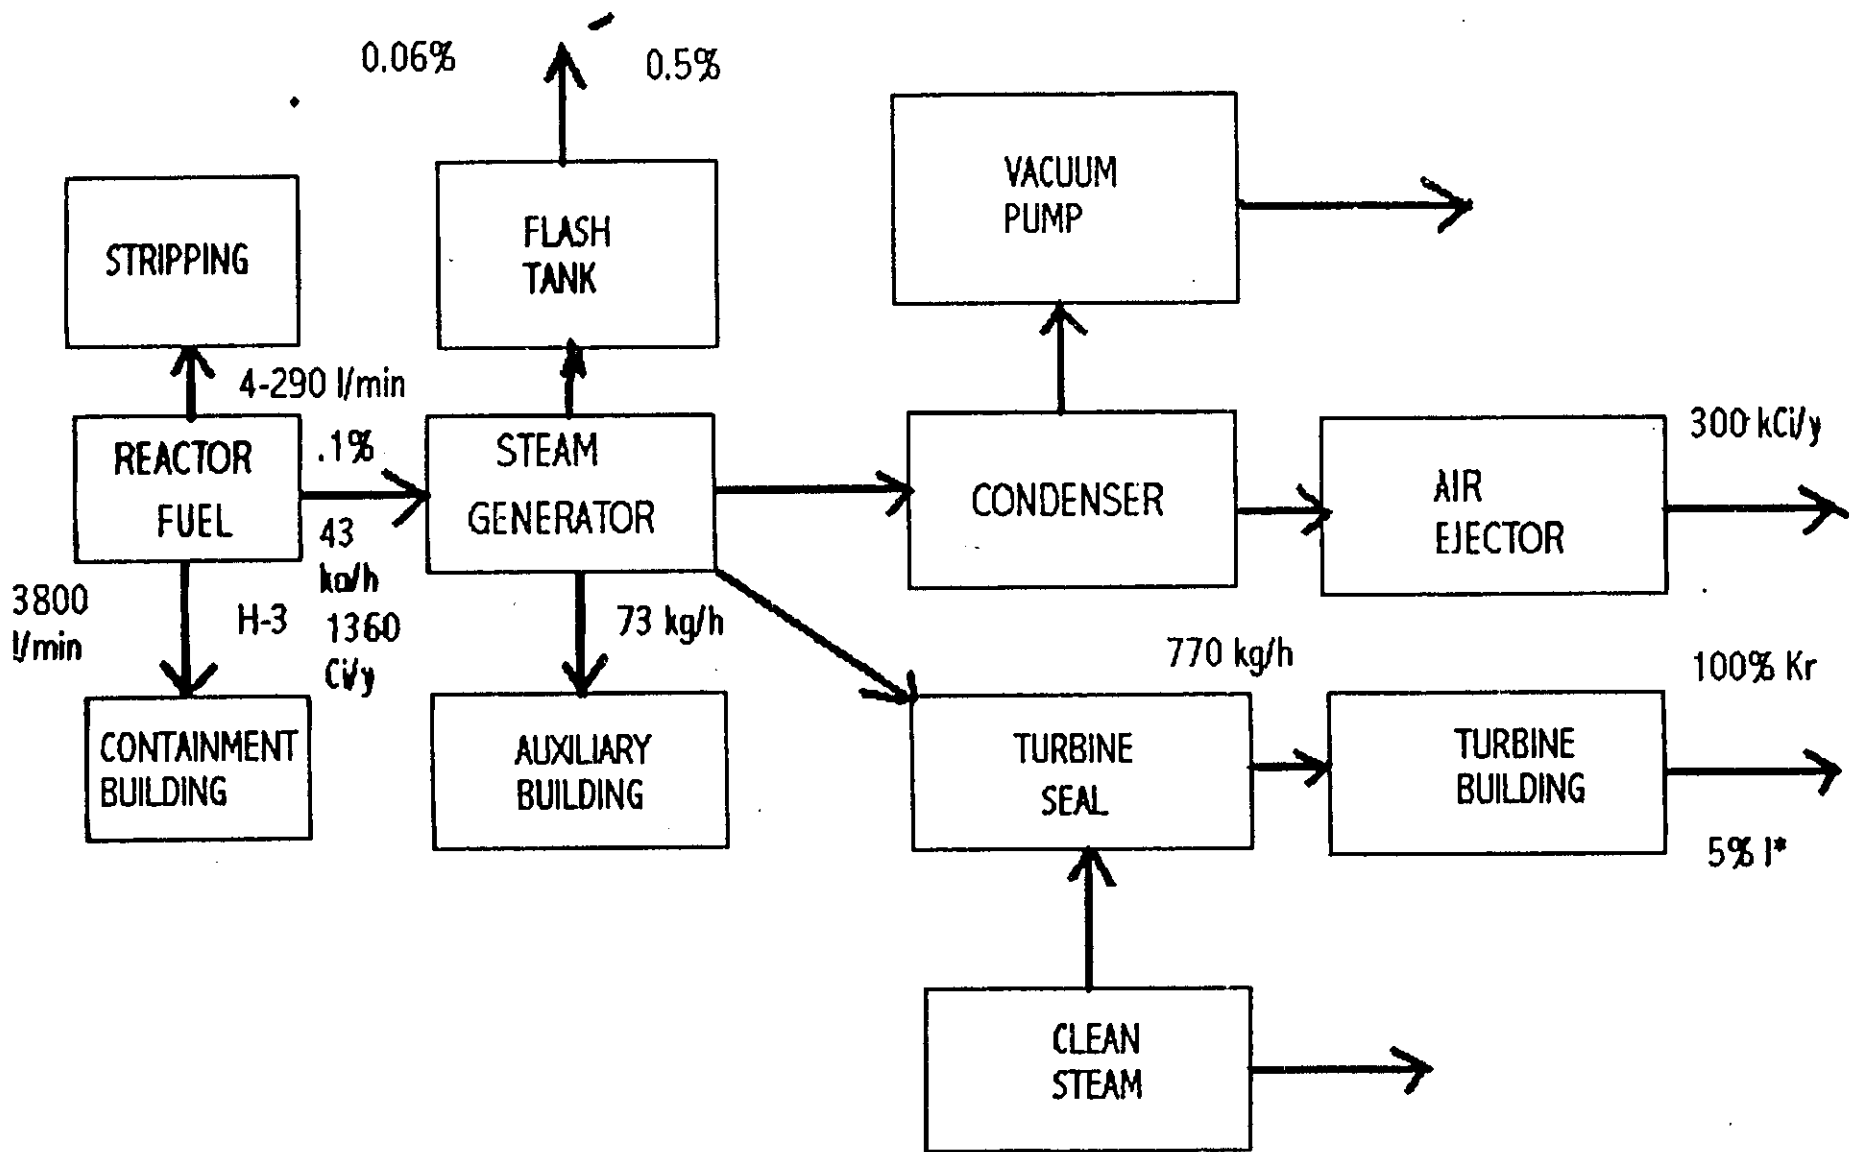 0.06%
0.5%
STRIPPING
FLASH
TANK
VACUUM
PUMP
4-290 l/min
REACTOR
FUEL
.1%
43
kg/h
1360
Ci/y
STEAM
GENERATOR
CONDENSER
AIR
EJECTOR
300 kCi/y
3800
l/min
H-3
73 kg/h
770 kg/h
100% Kr
CONTAINMENT
BUILDING
AUXILIARY
BUILDING
TURBINE
SEAL
TURBINE
BUILDING
5% I*
CLEAN
STEAM